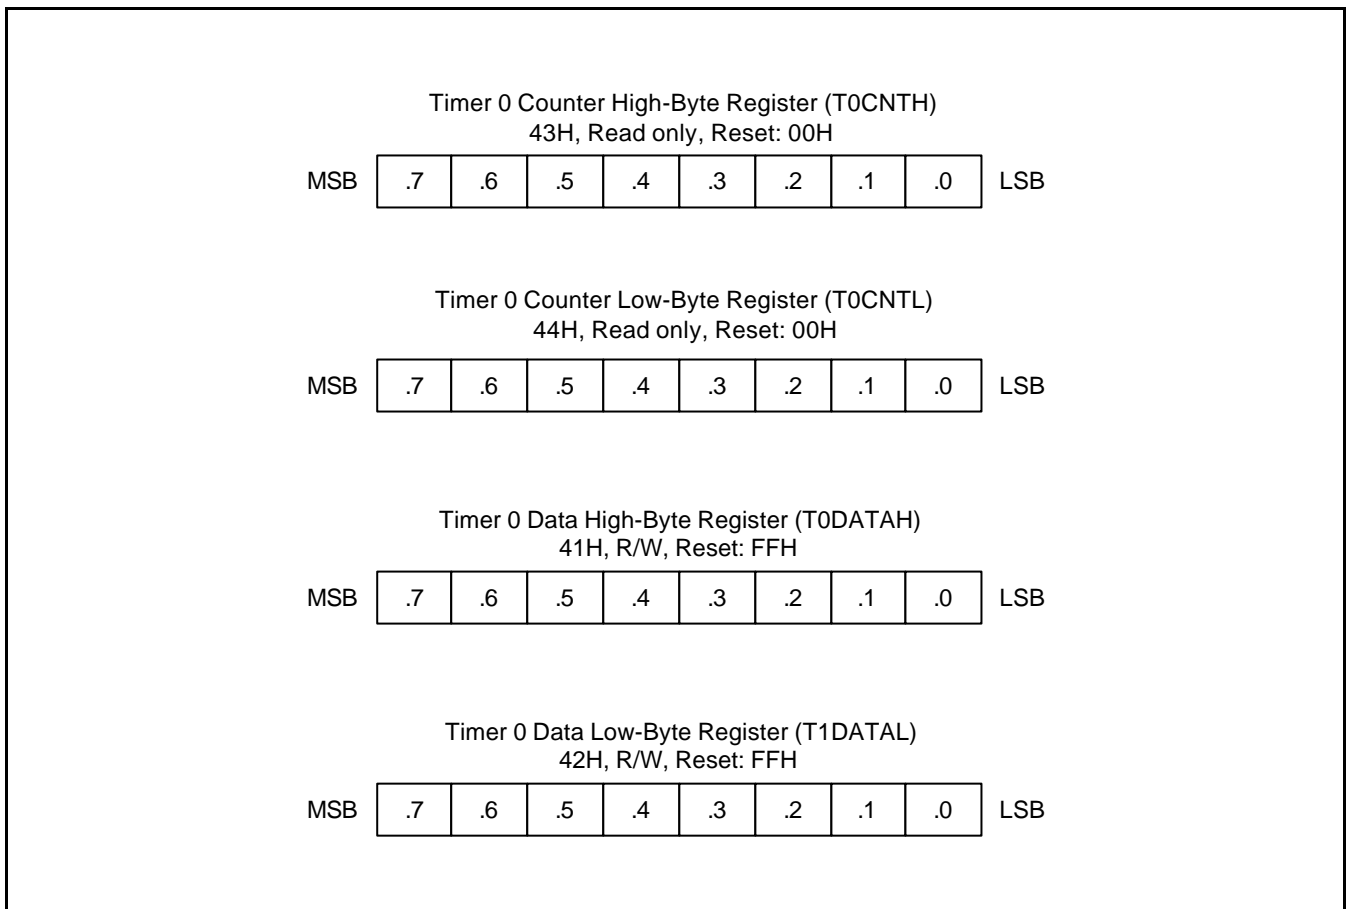 Timer 0 Counter High-Byte Register (T0CNTH)
43H, Read only, Reset: 00H
MSB .7 .6 .5 .4 .3 .2 .1 .0 LSB
Timer 0 Counter Low-Byte Register (T0CNTL)
44H, Read only, Reset: 00H
MSB .7 .6 .5 .4 .3 .2 .1 .0 LSB
Timer 0 Data High-Byte Register (T0DATAH)
41H, R/W, Reset: FFH
MSB .7 .6 .5 .4 .3 .2 .1 .0 LSB
Timer 0 Data Low-Byte Register (T1DATAL)
42H, R/W, Reset: FFH
MSB .7 .6 .5 .4 .3 .2 .1 .0 LSB